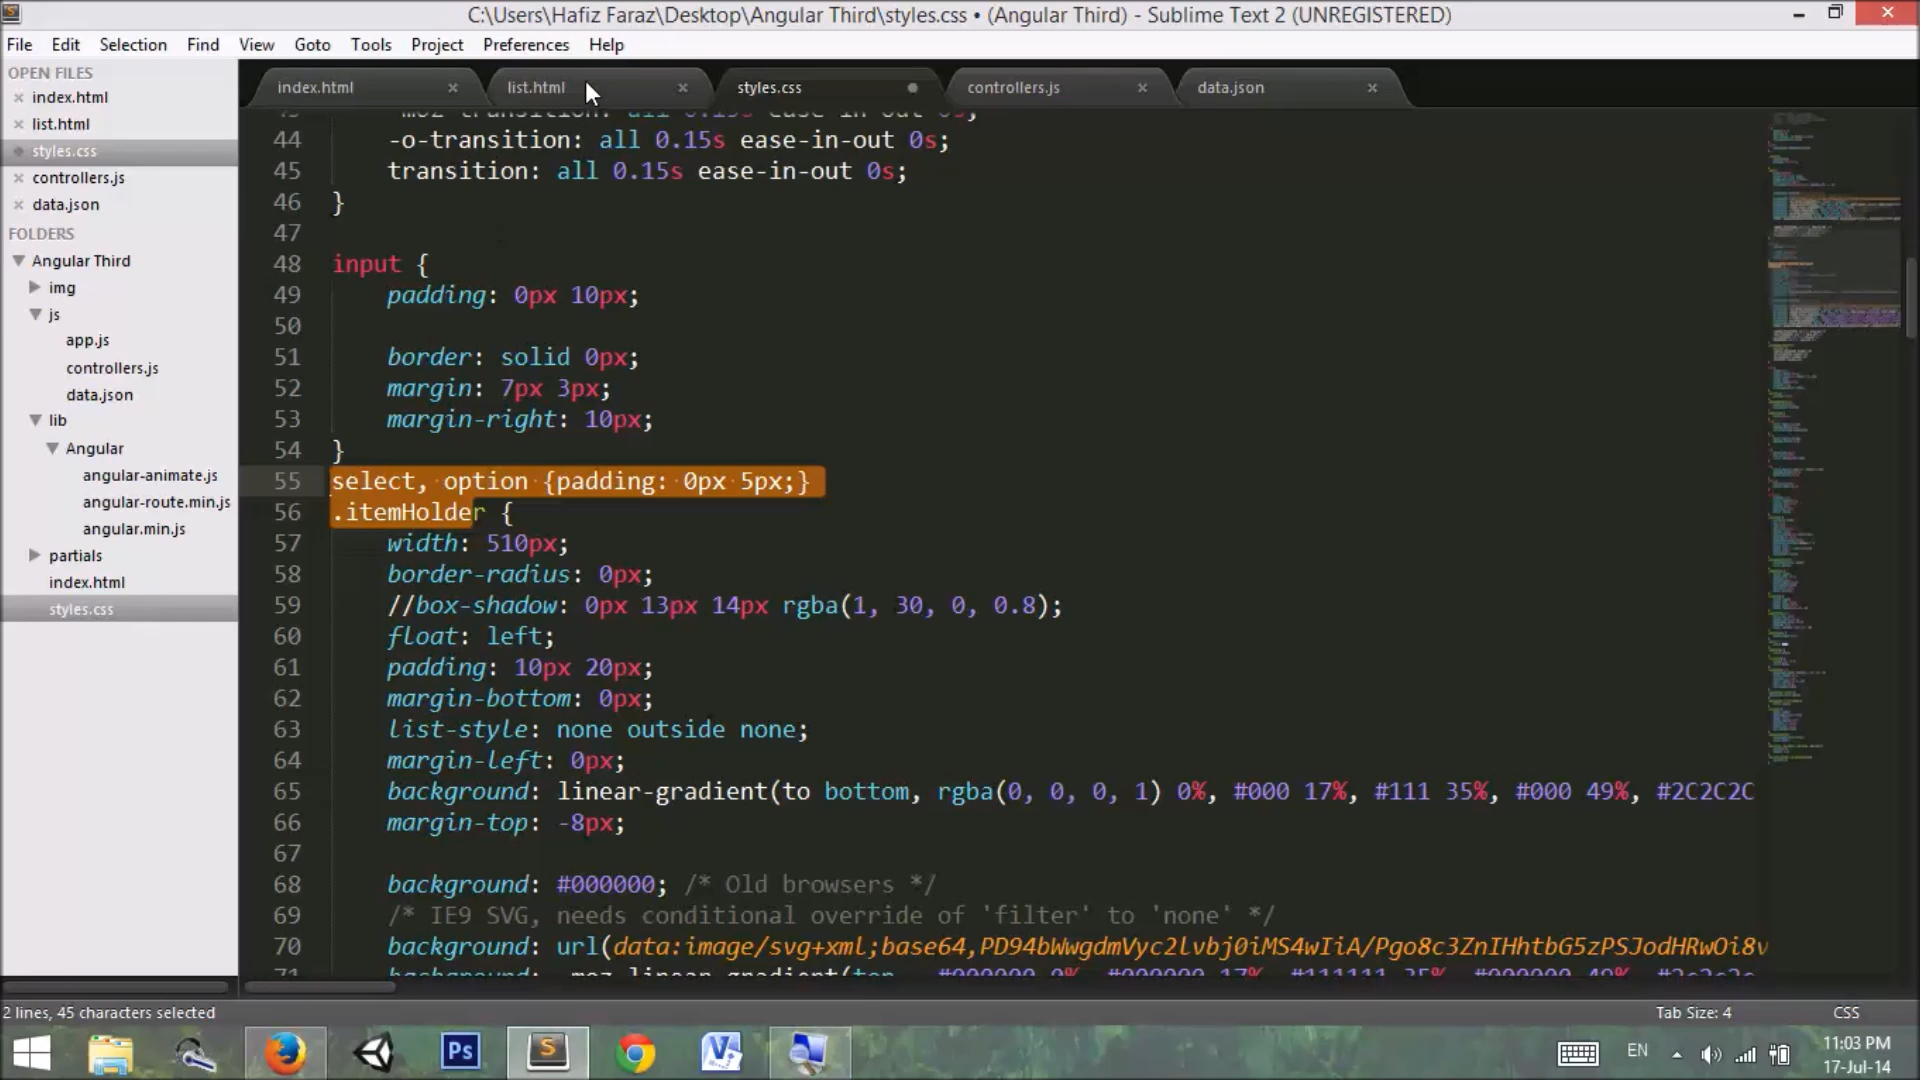 C:\Users\Hafiz Faraz\Desktop\Angular Third\styles.css • (Angular Third) - Sublime Text 2 (UNREGISTERED)
File Edit Selection Find View Goto Tools Project Preferences Help
OPEN FILES
index.html
list.html
styles.css
controllers.js
data.json
FOLDERS
Angular Third
img
js
app.js
controllers.js
data.json
lib
Angular
angular-animate.js
angular-route.min.js
angular.min.js
partials
index.html
styles.css
index.html list.html styles.css controllers.js data.json
44 -o-transition: all 0.15s ease-in-out 0s;
45 transition: all 0.15s ease-in-out 0s;
46 }
47
48 input {
49 padding: 0px 10px;
50
51 border: solid 0px;
52 margin: 7px 3px;
53 margin-right: 10px;
54 }
55 select, option {padding: 0px 5px;}
56 .itemHolder {
57 width: 510px;
58 border-radius: 0px;
59 //box-shadow: 0px 13px 14px rgba(1, 30, 0, 0.8);
60 float: left;
61 padding: 10px 20px;
62 margin-bottom: 0px;
63 list-style: none outside none;
64 margin-left: 0px;
65 background: linear-gradient(to bottom, rgba(0, 0, 0, 1) 0%, #000 17%, #111 35%, #000 49%, #2C2C2C
66 margin-top: -8px;
67
68 background: #000000; /* Old browsers */
69 /* IE9 SVG, needs conditional override of 'filter' to 'none' */
70 background: url(data:image/svg+xml;base64,PD94bWwgdmVyc2lvbj0iMS4wIiA/Pgo8c3ZnIHhtbG5zPSJodHRwOi8v
2 lines, 45 characters selected
Tab Size: 4 CSS
Ps
EN
11:03 PM
17-Jul-14